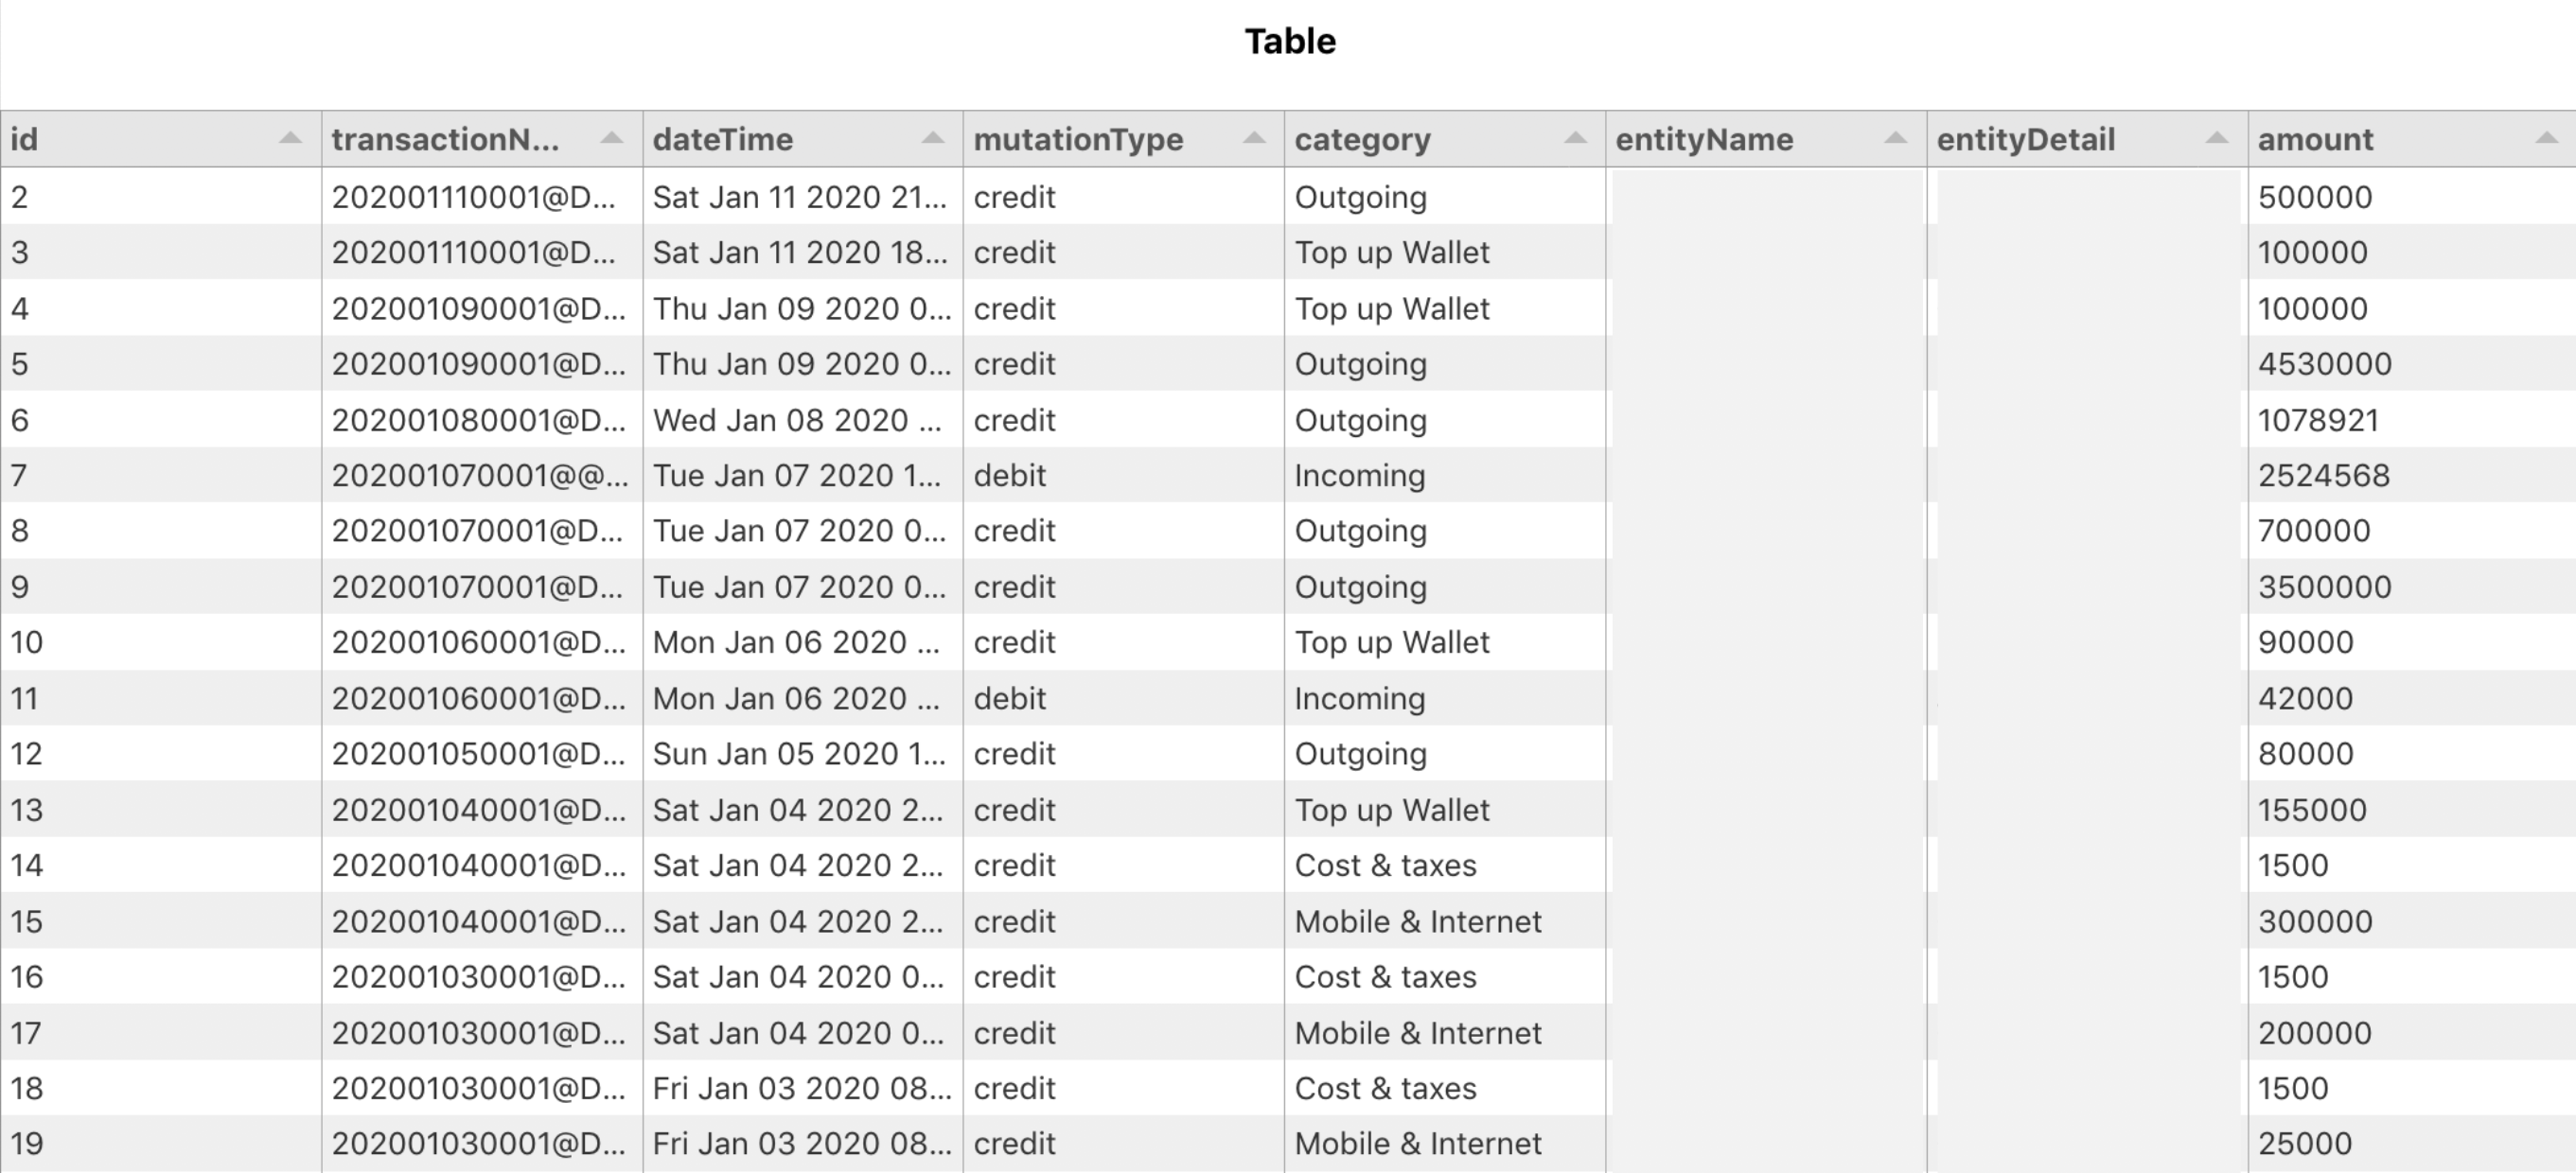 Table
id transactionN... dateTime mutationType category entityName entityDetail amount
2 202001110001@D... Sat Jan 11 2020 21... credit Outgoing 500000
3 202001110001@D... Sat Jan 11 2020 18... credit Top up Wallet 100000
4 202001090001@D... Thu Jan 09 2020 0... credit Top up Wallet 100000
5 202001090001@D... Thu Jan 09 2020 0... credit Outgoing 4530000
6 202001080001@D... Wed Jan 08 2020 ... credit Outgoing 1078921
7 202001070001@@... Tue Jan 07 2020 1... debit Incoming 2524568
8 202001070001@D... Tue Jan 07 2020 0... credit Outgoing 700000
9 202001070001@D... Tue Jan 07 2020 0... credit Outgoing 3500000
10 202001060001@D... Mon Jan 06 2020 ... credit Top up Wallet 90000
11 202001060001@D... Mon Jan 06 2020 ... debit Incoming 42000
12 202001050001@D... Sun Jan 05 2020 1... credit Outgoing 80000
13 202001040001@D... Sat Jan 04 2020 2... credit Top up Wallet 155000
14 202001040001@D... Sat Jan 04 2020 2... credit Cost & taxes 1500
15 202001040001@D... Sat Jan 04 2020 2... credit Mobile & Internet 300000
16 202001030001@D... Sat Jan 04 2020 0... credit Cost & taxes 1500
17 202001030001@D... Sat Jan 04 2020 0... credit Mobile & Internet 200000
18 202001030001@D... Fri Jan 03 2020 08... credit Cost & taxes 1500
19 202001030001@D... Fri Jan 03 2020 08... credit Mobile & Internet 25000